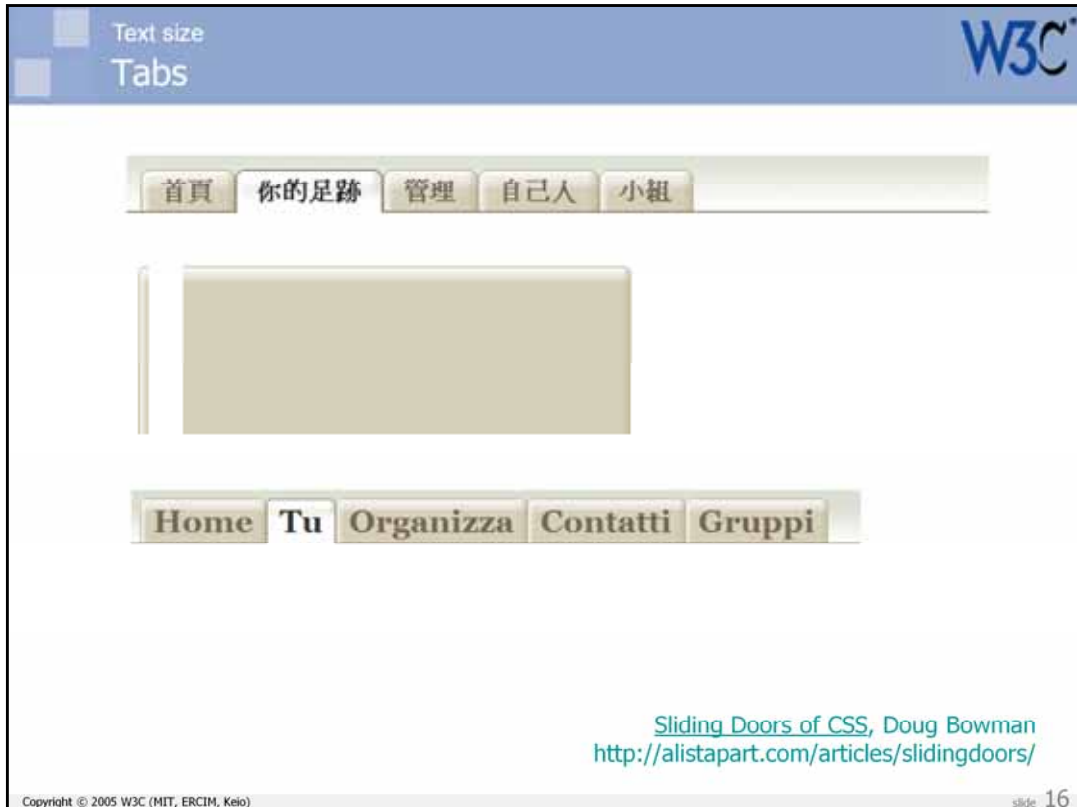 Text size
Tabs
W3C
首頁 你的足跡 管理 自己人 小組
Home Tu Organizza Contatti Gruppi
Sliding Doors of CSS, Doug Bowman
http://alistapart.com/articles/slidingdoors/
Copyright © 2005 W3C (MIT, ERCIM, Keio)
slide 16